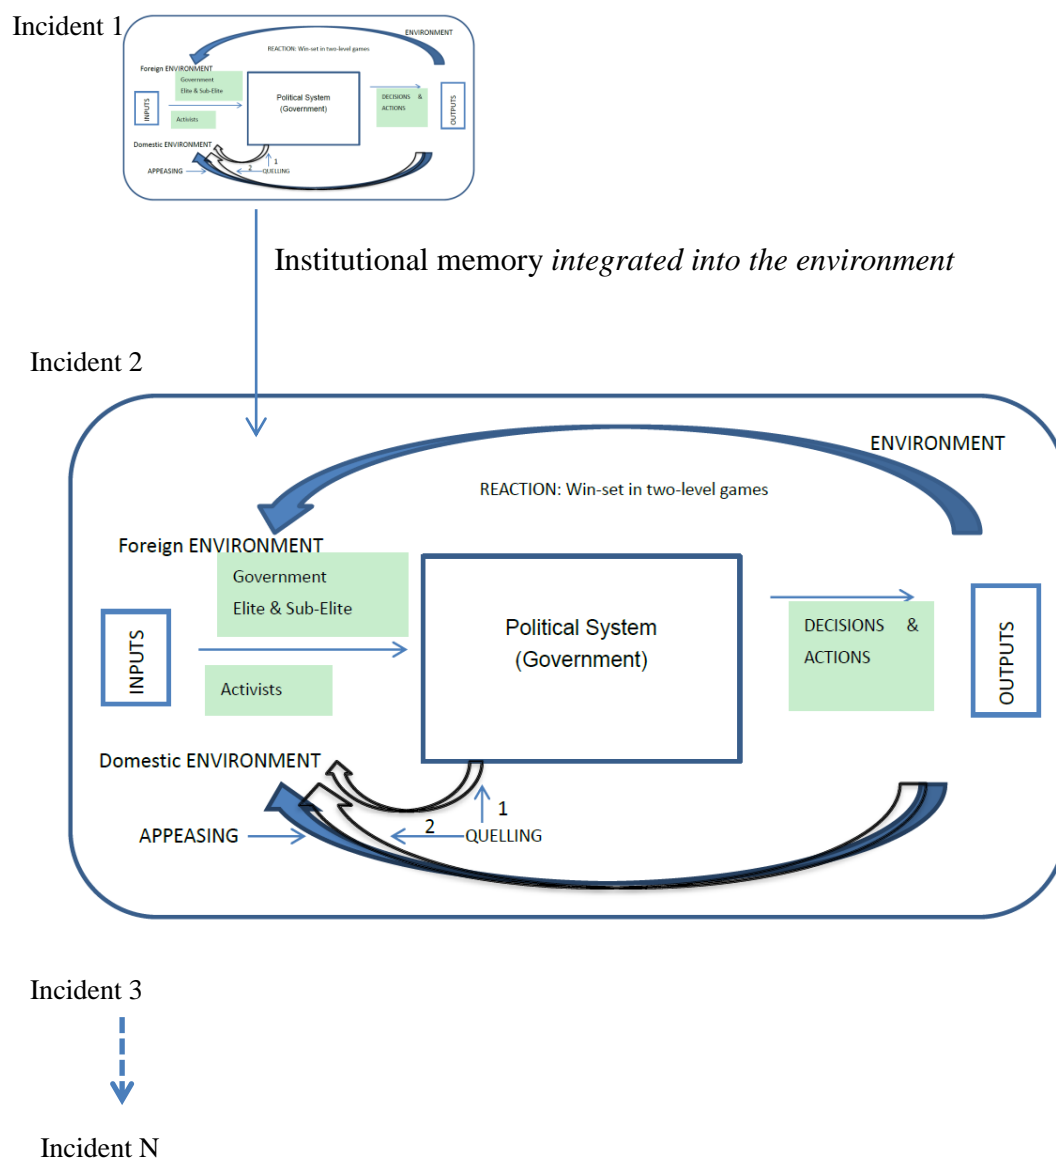 Incident 1
ENVIRONMENT
REACTION: Win-set in two-level games
Foreign ENVIRONMENT
Government
Elite & Sub-Elite
INPUTS
Activists
Political System
(Government)
DECISIONS &
ACTIONS
OUTPUTS
Domestic ENVIRONMENT
1
2
APPEASING
QUELLING
Institutional memory integrated into the environment
Incident 2
ENVIRONMENT
REACTION: Win-set in two-level games
Foreign ENVIRONMENT
Government
Elite & Sub-Elite
INPUTS
Activists
Political System
(Government)
DECISIONS &
ACTIONS
OUTPUTS
Domestic ENVIRONMENT
1
2
APPEASING
QUELLING
Incident 3
Incident N